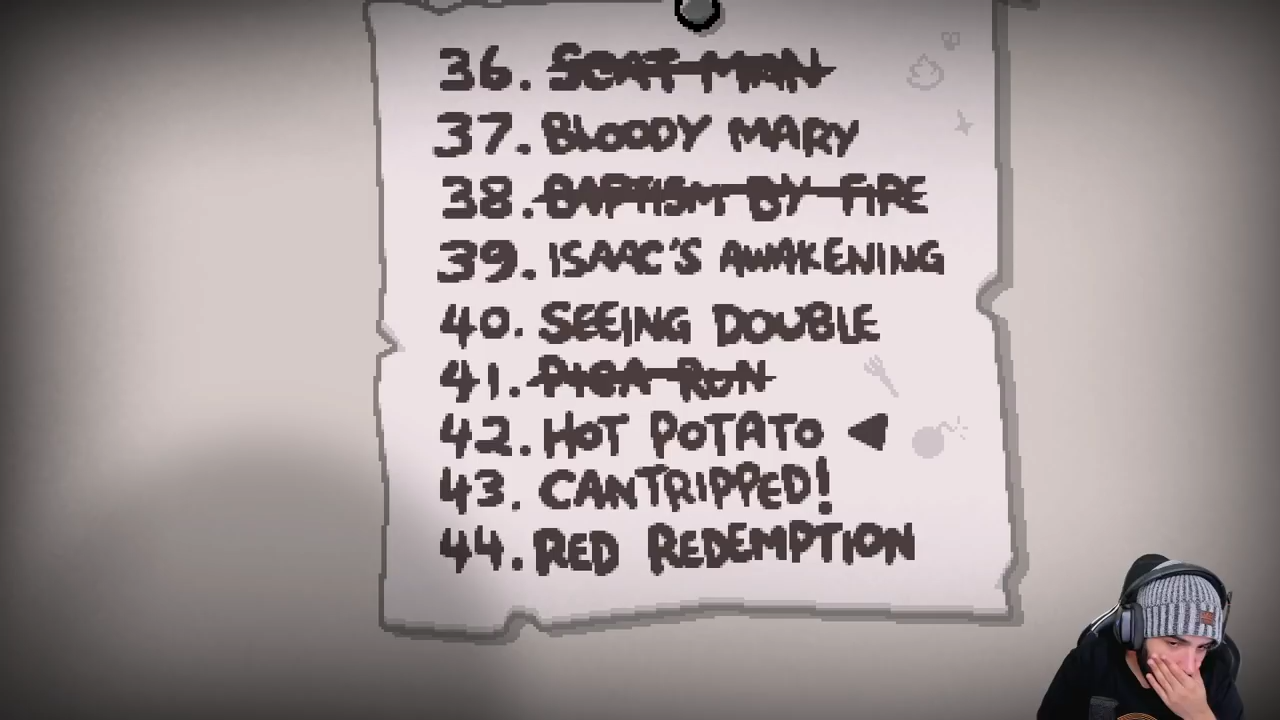 36. SCAT MAN
37. BLOODY MARY
38. BAPTISM BY FIRE
39. ISAAC'S AWAKENING
40. SEEING DOUBLE
41. PICA RUN
42. HOT POTATO ◀
43. CANTRIPPED!
44. RED REDEMPTION